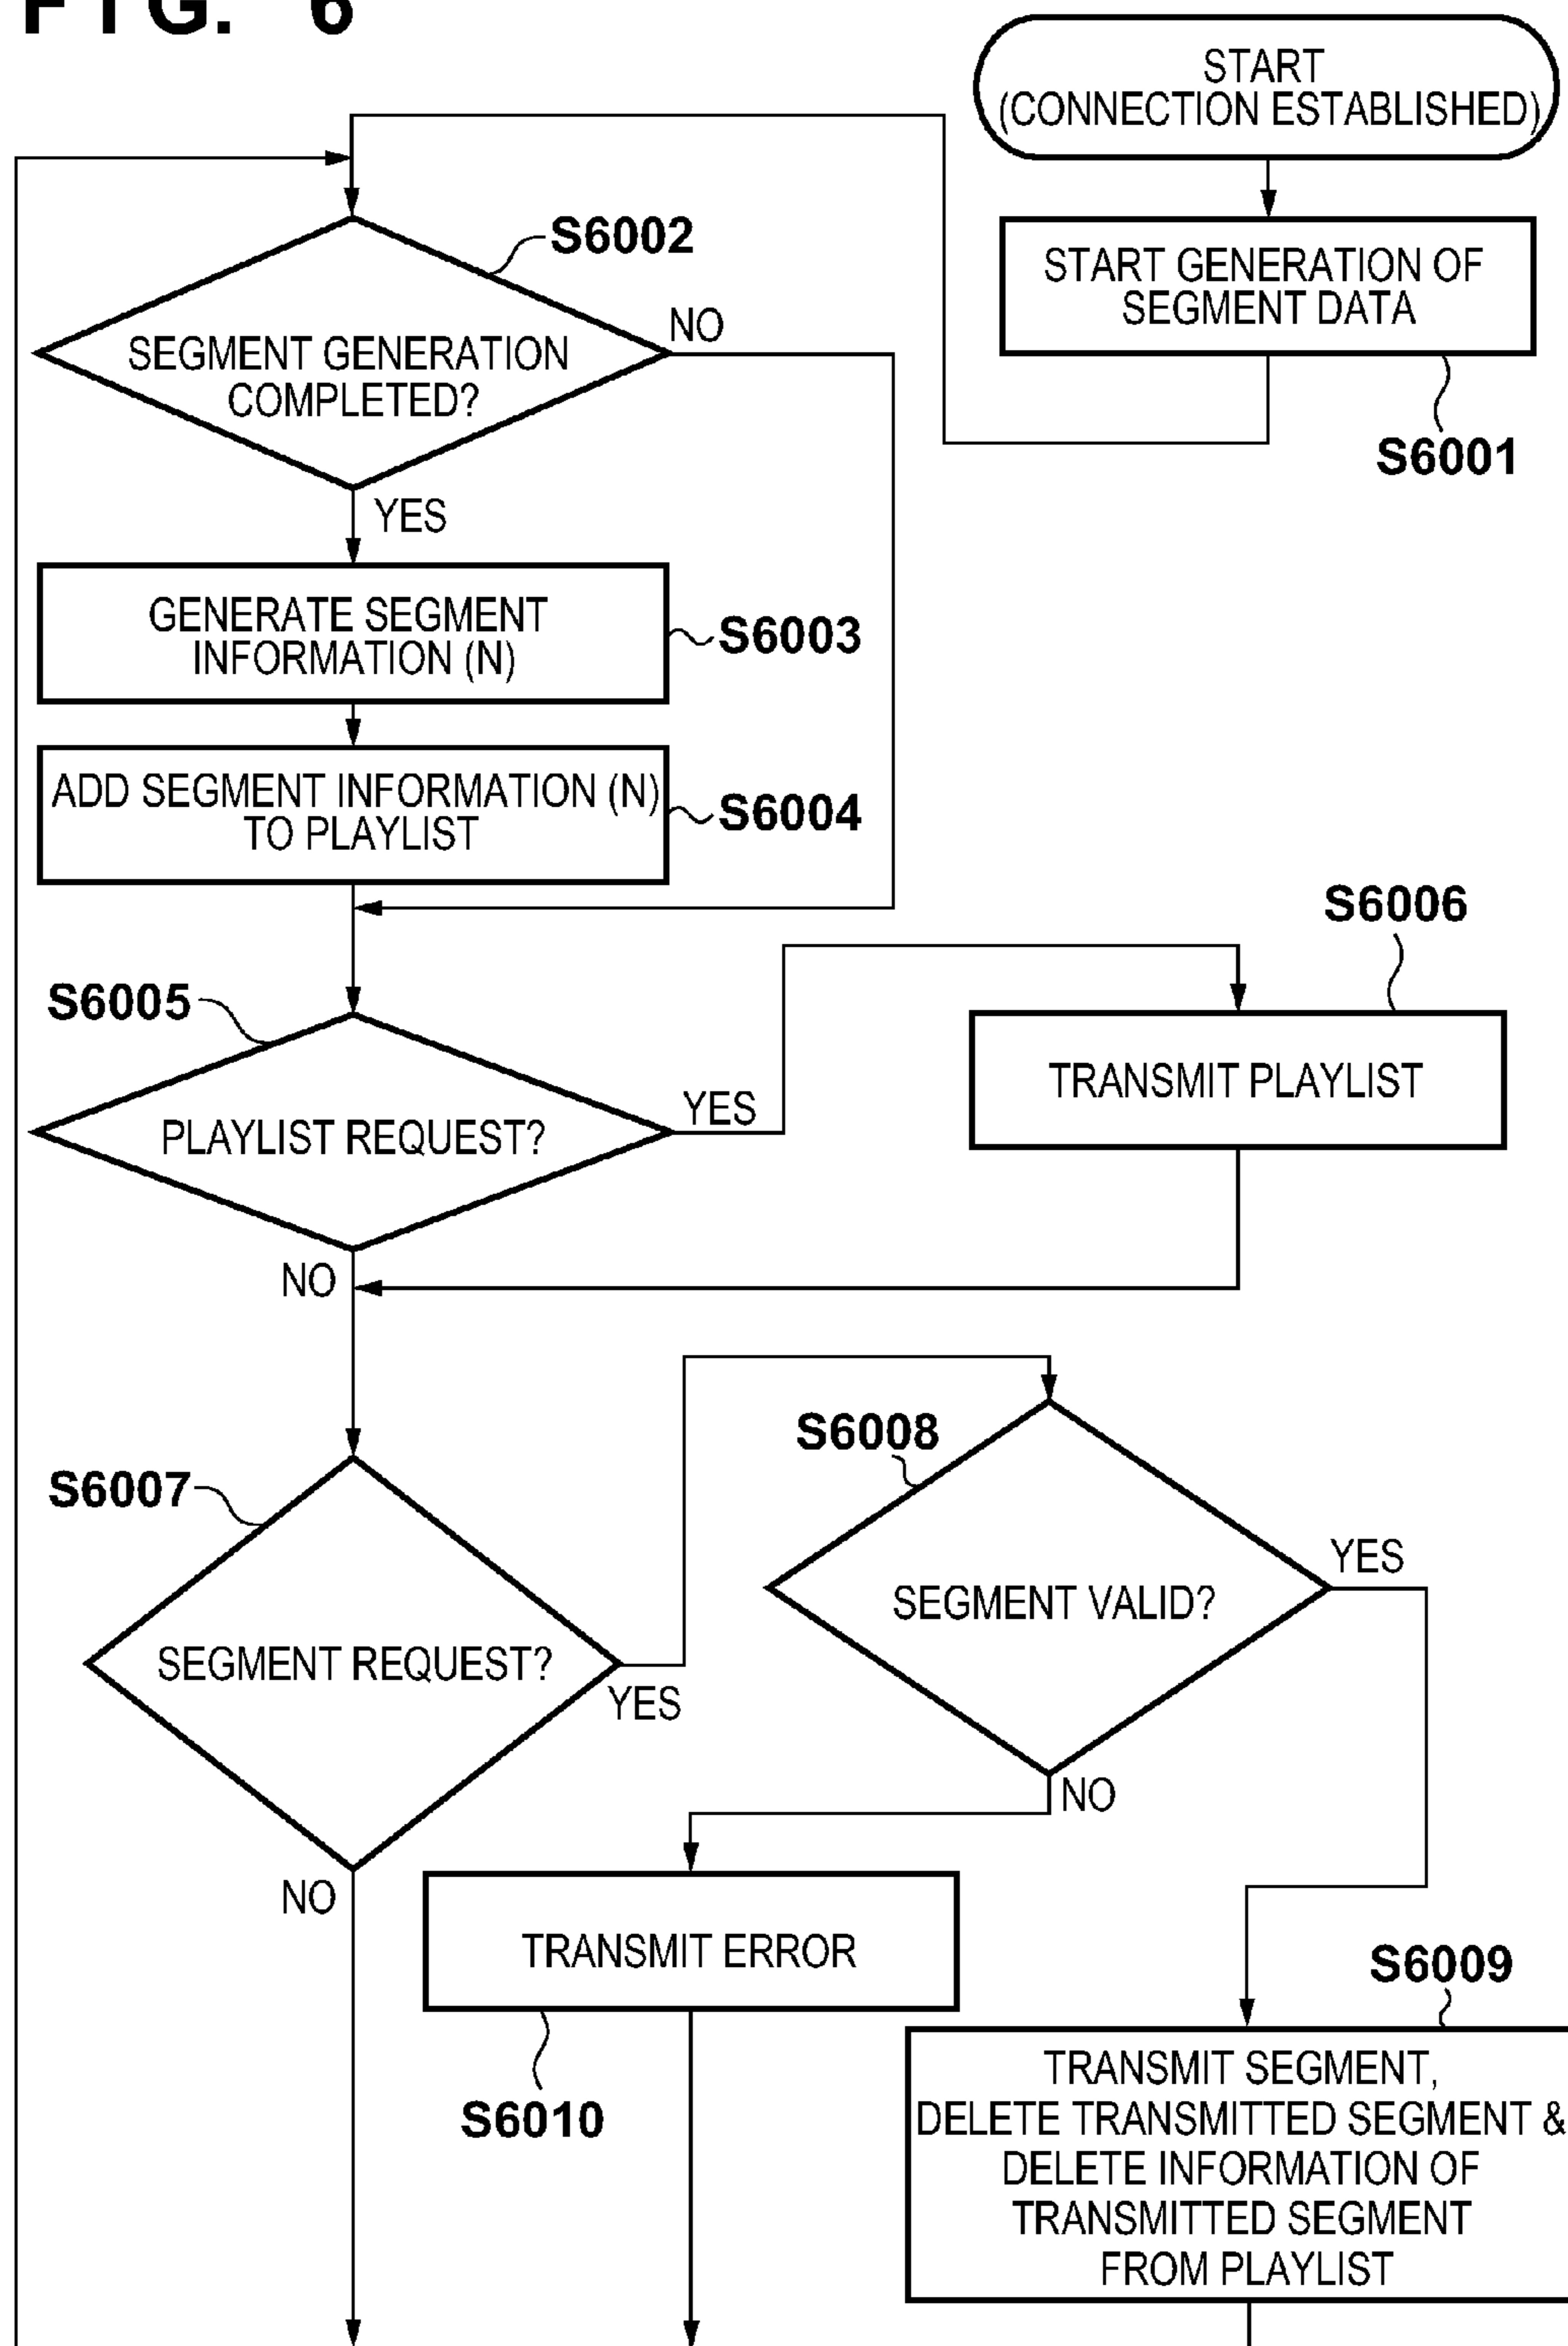 FIG. 6
START
(CONNECTION ESTABLISHED)
START GENERATION OF
SEGMENT DATA
S6001
S6002
SEGMENT GENERATION
COMPLETED?
NO
YES
GENERATE SEGMENT
INFORMATION (N)
S6003
ADD SEGMENT INFORMATION (N)
TO PLAYLIST
S6004
S6005
PLAYLIST REQUEST?
YES
NO
S6006
TRANSMIT PLAYLIST
S6007
SEGMENT REQUEST?
YES
NO
S6008
SEGMENT VALID?
YES
NO
TRANSMIT ERROR
S6010
S6009
TRANSMIT SEGMENT,
DELETE TRANSMITTED SEGMENT &
DELETE INFORMATION OF
TRANSMITTED SEGMENT
FROM PLAYLIST